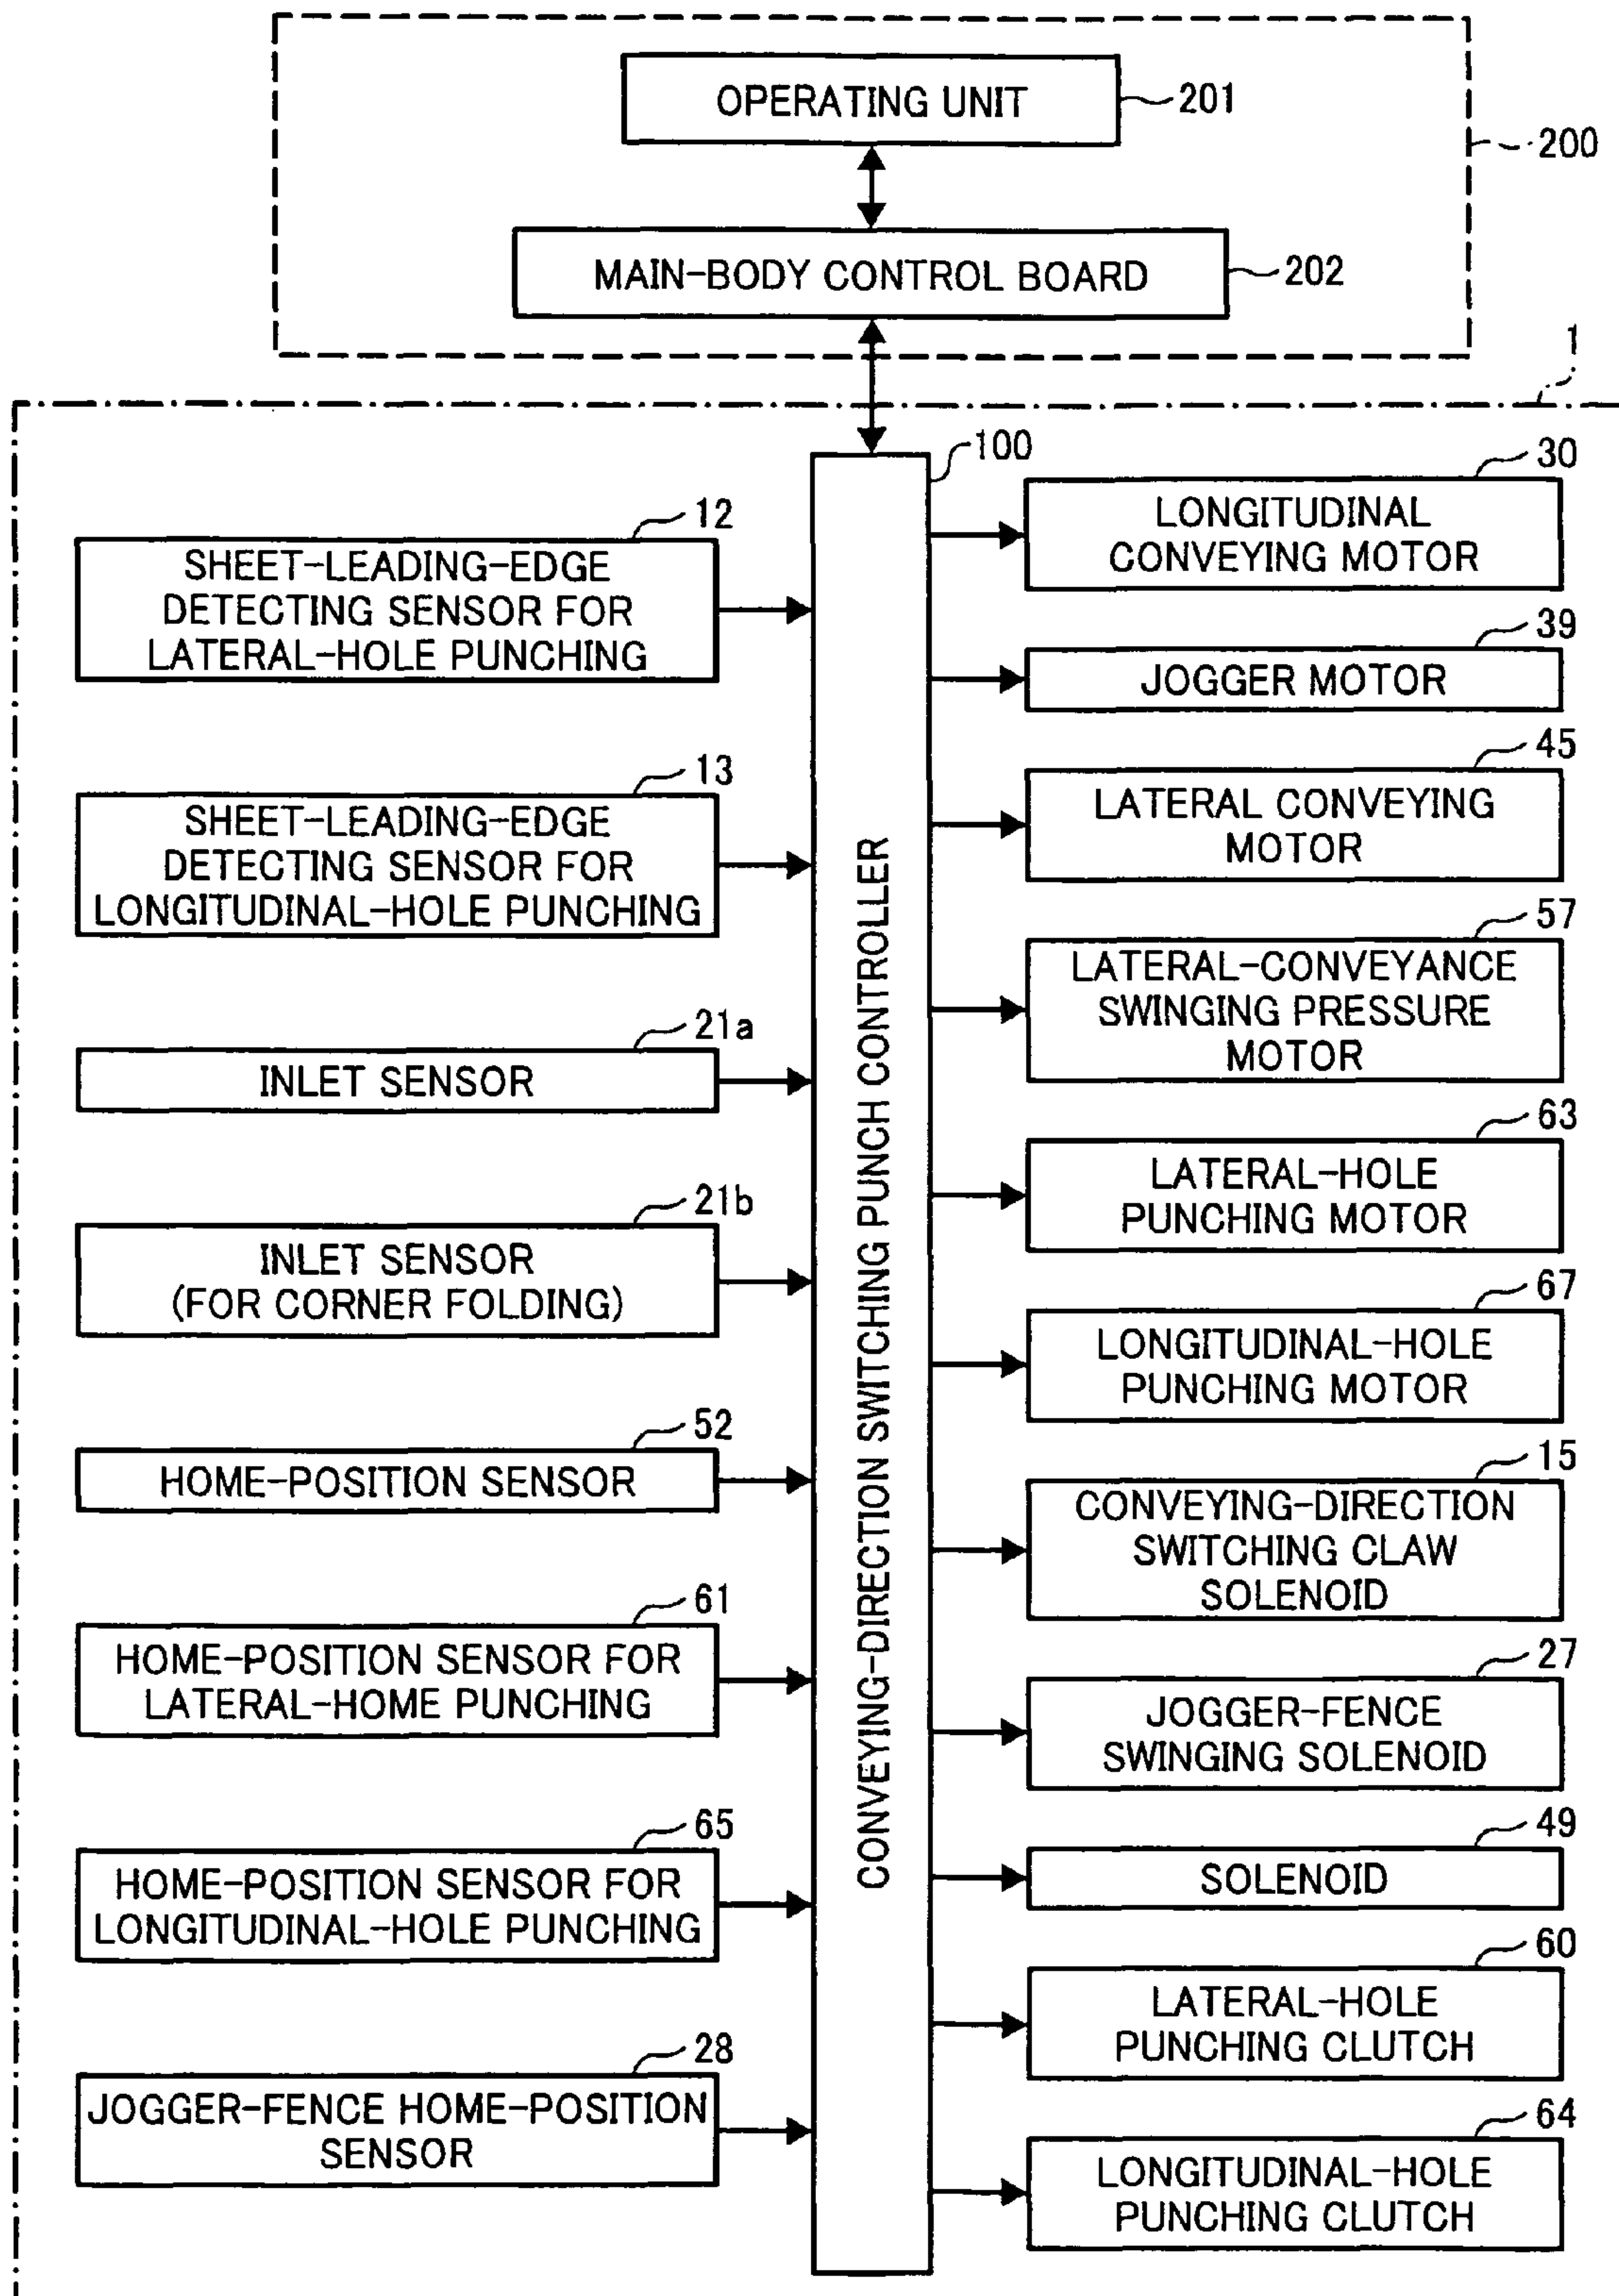 OPERATING UNIT
201
200
MAIN-BODY CONTROL BOARD
202
1
100
CONVEYING-DIRECTION SWITCHING PUNCH CONTROLLER
12
SHEET-LEADING-EDGE
DETECTING SENSOR FOR
LATERAL-HOLE PUNCHING
13
SHEET-LEADING-EDGE
DETECTING SENSOR FOR
LONGITUDINAL-HOLE PUNCHING
21a
INLET SENSOR
21b
INLET SENSOR
(FOR CORNER FOLDING)
52
HOME-POSITION SENSOR
61
HOME-POSITION SENSOR FOR
LATERAL-HOME PUNCHING
65
HOME-POSITION SENSOR FOR
LONGITUDINAL-HOLE PUNCHING
28
JOGGER-FENCE HOME-POSITION
SENSOR
30
LONGITUDINAL
CONVEYING MOTOR
39
JOGGER MOTOR
45
LATERAL CONVEYING
MOTOR
57
LATERAL-CONVEYANCE
SWINGING PRESSURE
MOTOR
63
LATERAL-HOLE
PUNCHING MOTOR
67
LONGITUDINAL-HOLE
PUNCHING MOTOR
15
CONVEYING-DIRECTION
SWITCHING CLAW
SOLENOID
27
JOGGER-FENCE
SWINGING SOLENOID
49
SOLENOID
60
LATERAL-HOLE
PUNCHING CLUTCH
64
LONGITUDINAL-HOLE
PUNCHING CLUTCH